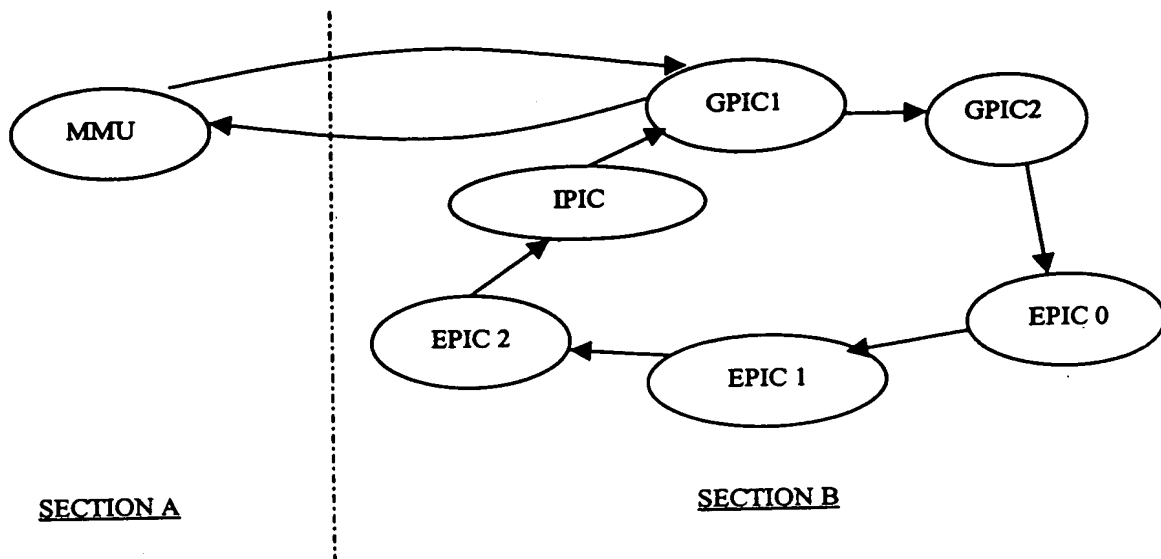 GPIC1
GPIC2
MMU
IPIC
EPIC 0
EPIC 2
EPIC 1
SECTION A
SECTION B